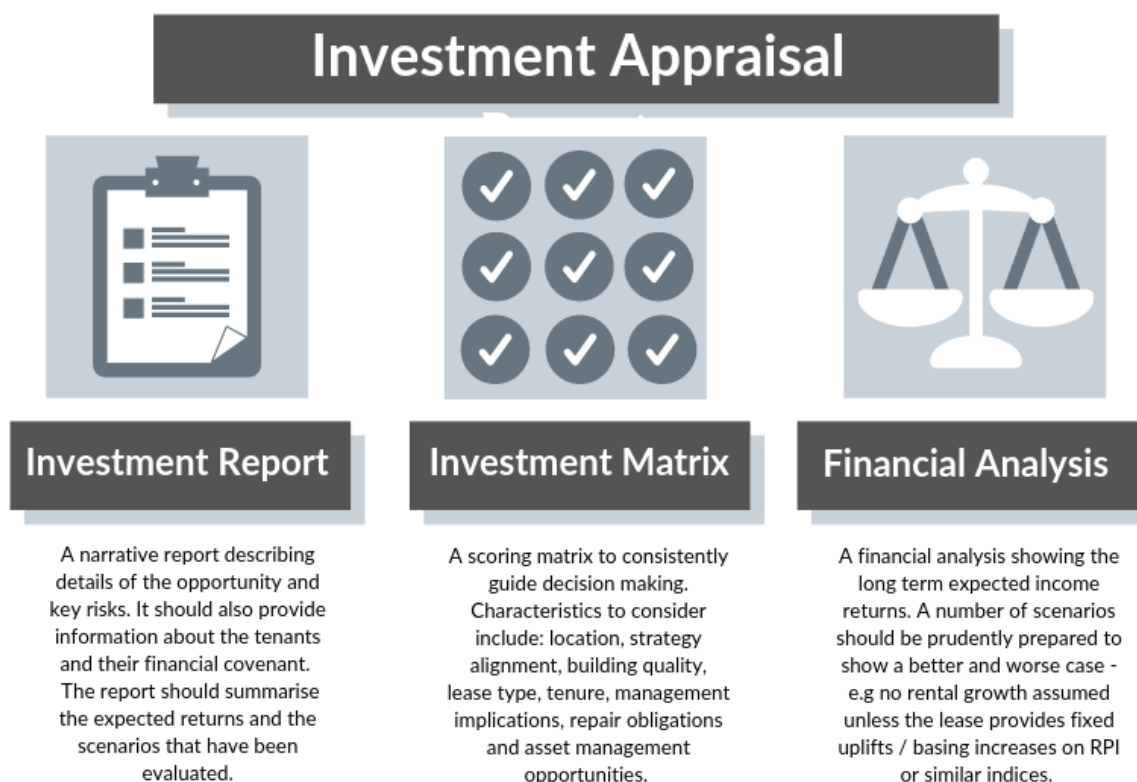 Investment Appraisal
Investment Report
A narrative report describing
details of the opportunity and
key risks. It should also provide
information about the tenants
and their financial covenant.
The report should summarise
the expected returns and the
scenarios that have been
evaluated.
Investment Matrix
A scoring matrix to consistently
guide decision making.
Characteristics to consider
include: location, strategy
alignment, building quality,
lease type, tenure, management
implications, repair obligations
and asset management
opportunities.
Financial Analysis
A financial analysis showing the
long term expected income
returns. A number of scenarios
should be prudently prepared to
show a better and worse case -
e.g no rental growth assumed
unless the lease provides fixed
uplifts / basing increases on RPI
or similar indices.